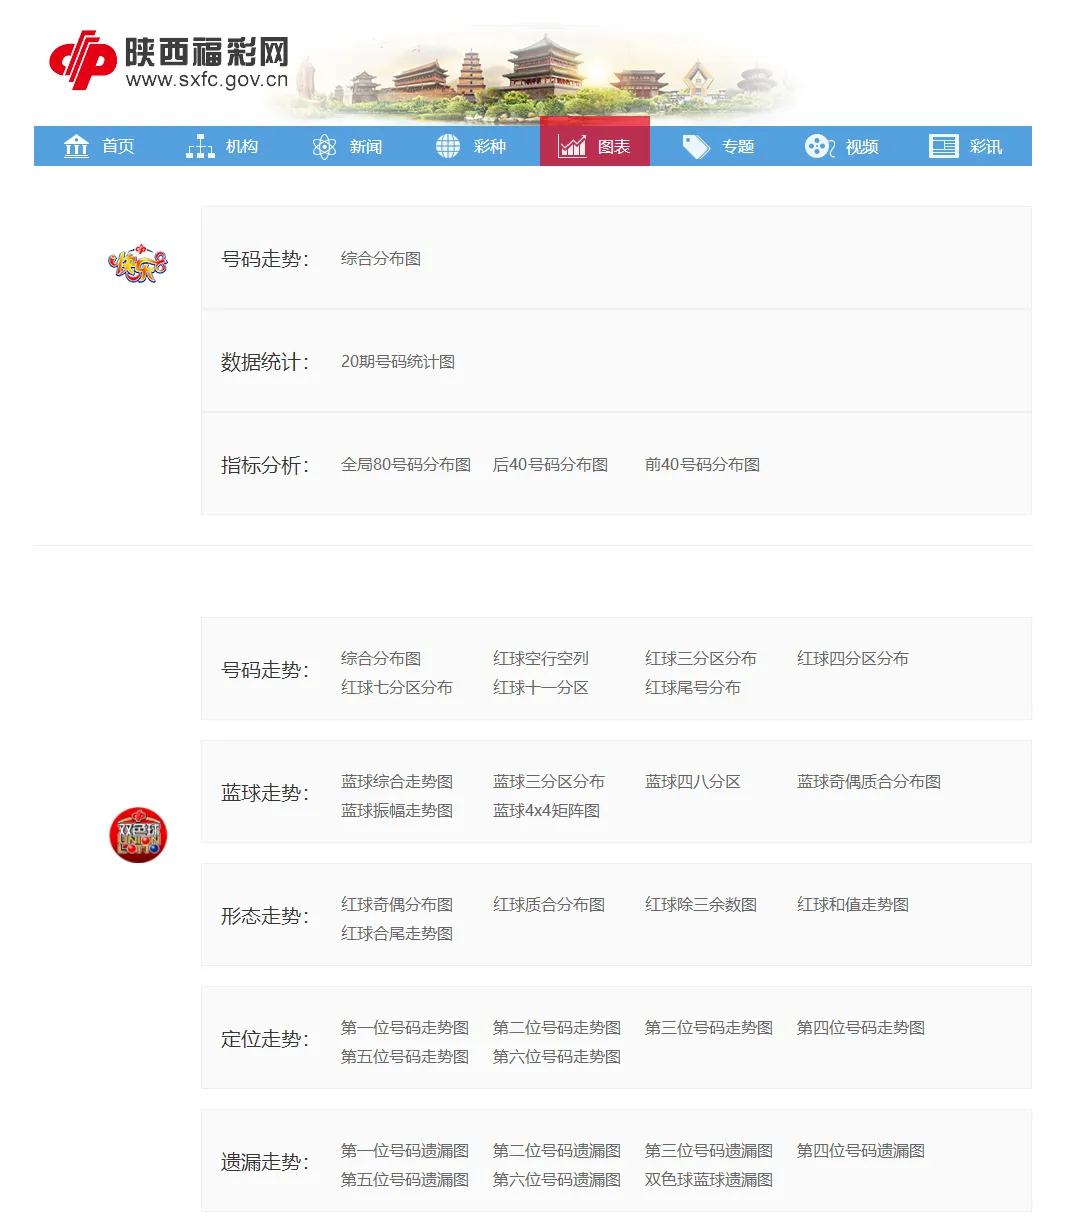 陕西福彩网
www.sxfc.gov.cn
首页 机构 新闻 彩种 图表 专题 视频 彩讯
快乐8
号码走势： 综合分布图
数据统计： 20期号码统计图
指标分析： 全局80号码分布图 后40号码分布图 前40号码分布图
号码走势： 综合分布图 红球空行空列 红球三分区分布 红球四分区分布
红球七分区分布 红球十一分区 红球尾号分布
蓝球走势： 蓝球综合走势图 蓝球三分区分布 蓝球四八分区 蓝球奇偶质合分布图
蓝球振幅走势图 蓝球4x4矩阵图
双色球
UNION
LOTTO
形态走势： 红球奇偶分布图 红球质合分布图 红球除三余数图 红球和值走势图
红球合尾走势图
定位走势： 第一位号码走势图 第二位号码走势图 第三位号码走势图 第四位号码走势图
第五位号码走势图 第六位号码走势图
遗漏走势： 第一位号码遗漏图 第二位号码遗漏图 第三位号码遗漏图 第四位号码遗漏图
第五位号码遗漏图 第六位号码遗漏图 双色球蓝球遗漏图